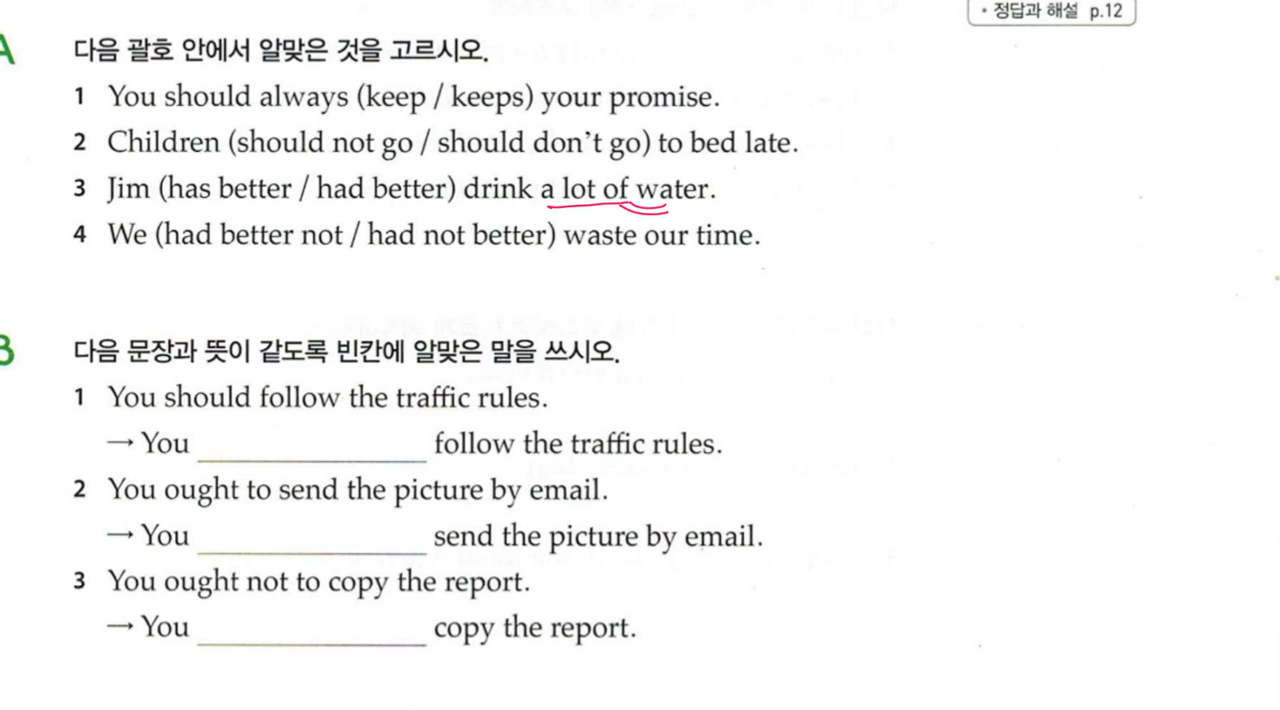 • 정답과 해설 p.12
A 다음 괄호 안에서 알맞은 것을 고르시오.
1 You should always (keep / keeps) your promise.
2 Children (should not go / should don't go) to bed late.
3 Jim (has better / had better) drink a lot of water.
4 We (had better not / had not better) waste our time.
B 다음 문장과 뜻이 같도록 빈칸에 알맞은 말을 쓰시오.
1 You should follow the traffic rules.
→ You ________________ follow the traffic rules.
2 You ought to send the picture by email.
→ You ________________ send the picture by email.
3 You ought not to copy the report.
→ You ________________ copy the report.